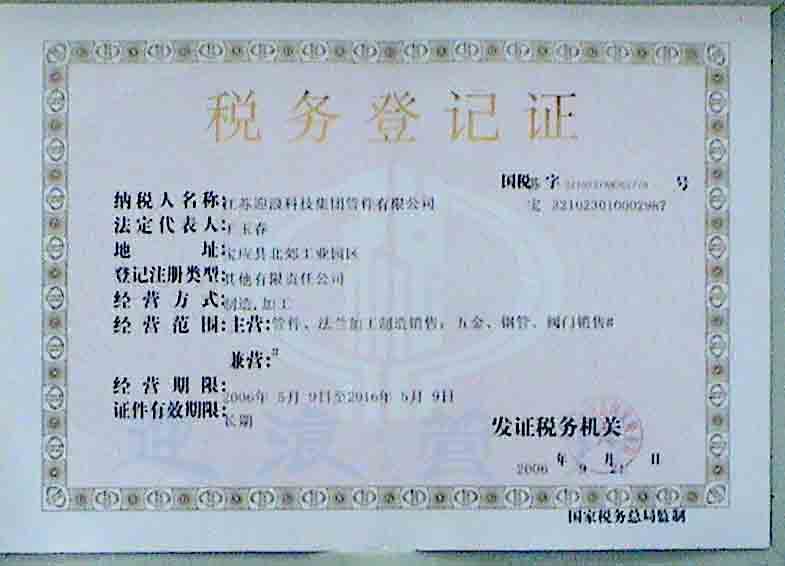 税务登记证
国税苏字 号
宝 321023010002987
纳税人名称:江苏迎浪科技集团管件有限公司
法定代表人:王玉春
地 址:宝应县北郊工业园区
登记注册类型:其他有限责任公司
经营方式:制造,加工
经营范围:主营:管件、法兰加工制造销售;五金、钢管、阀门销售#
兼营:#
经营期限:2006年 5月 9日至2016年 5月 9日
证件有效期限:长期
迎浪管
发证税务机关
2006 年 9 月 21 日
国家税务总局监制